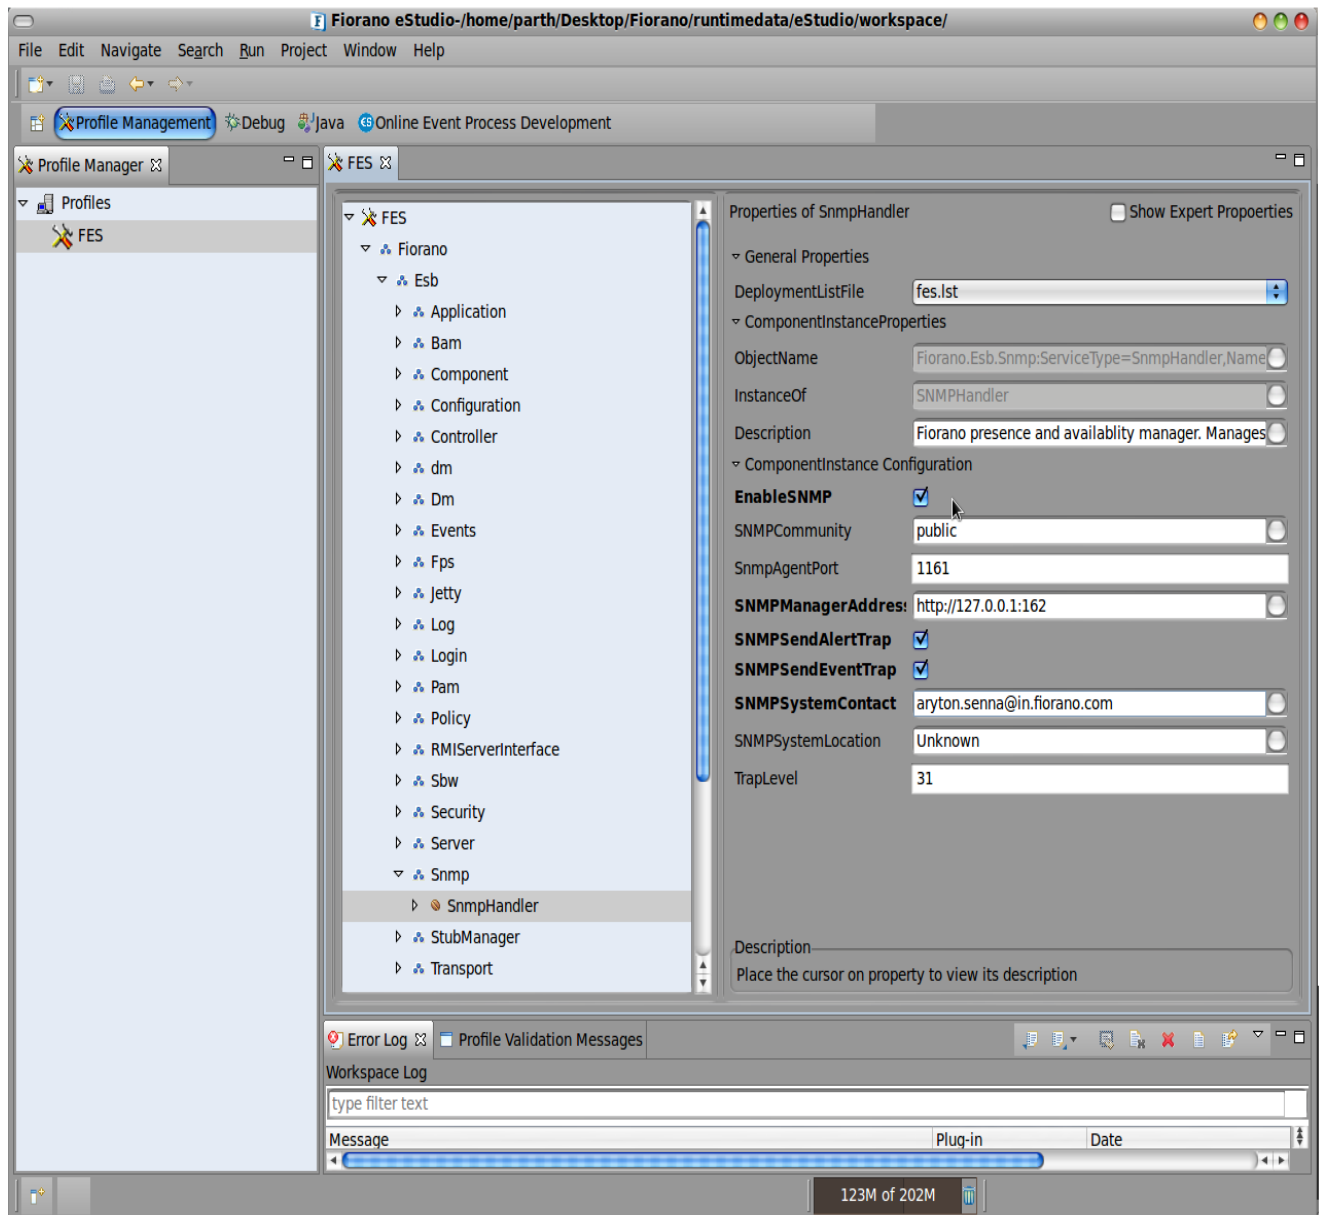 Fiorano eStudio-/home/parth/Desktop/Fiorano/runtimedata/eStudio/workspace/
File Edit Navigate Search Run Project Window Help
Profile Management Debug Java Online Event Process Development
Profile Manager
Profiles
FES
FES
FES
Fiorano
Esb
Application
Bam
Component
Configuration
Controller
dm
Dm
Events
Fps
Jetty
Log
Login
Pam
Policy
RMIServerInterface
Sbw
Security
Server
Snmp
SnmpHandler
StubManager
Transport
Properties of SnmpHandler Show Expert Propoerties
General Properties
DeploymentListFile fes.lst
ComponentInstanceProperties
ObjectName Fiorano.Esb.Snmp:ServiceType=SnmpHandler,Name
InstanceOf SNMPHandler
Description Fiorano presence and availablity manager. Manages
ComponentInstance Configuration
EnableSNMP
SNMPCommunity public
SnmpAgentPort 1161
SNMPManagerAddres: http://127.0.0.1:162
SNMPSendAlertTrap
SNMPSendEventTrap
SNMPSystemContact aryton.senna@in.fiorano.com
SNMPSystemLocation Unknown
TrapLevel 31
Description
Place the cursor on property to view its description
Error Log Profile Validation Messages
Workspace Log
type filter text
Message Plug-in Date
123M of 202M